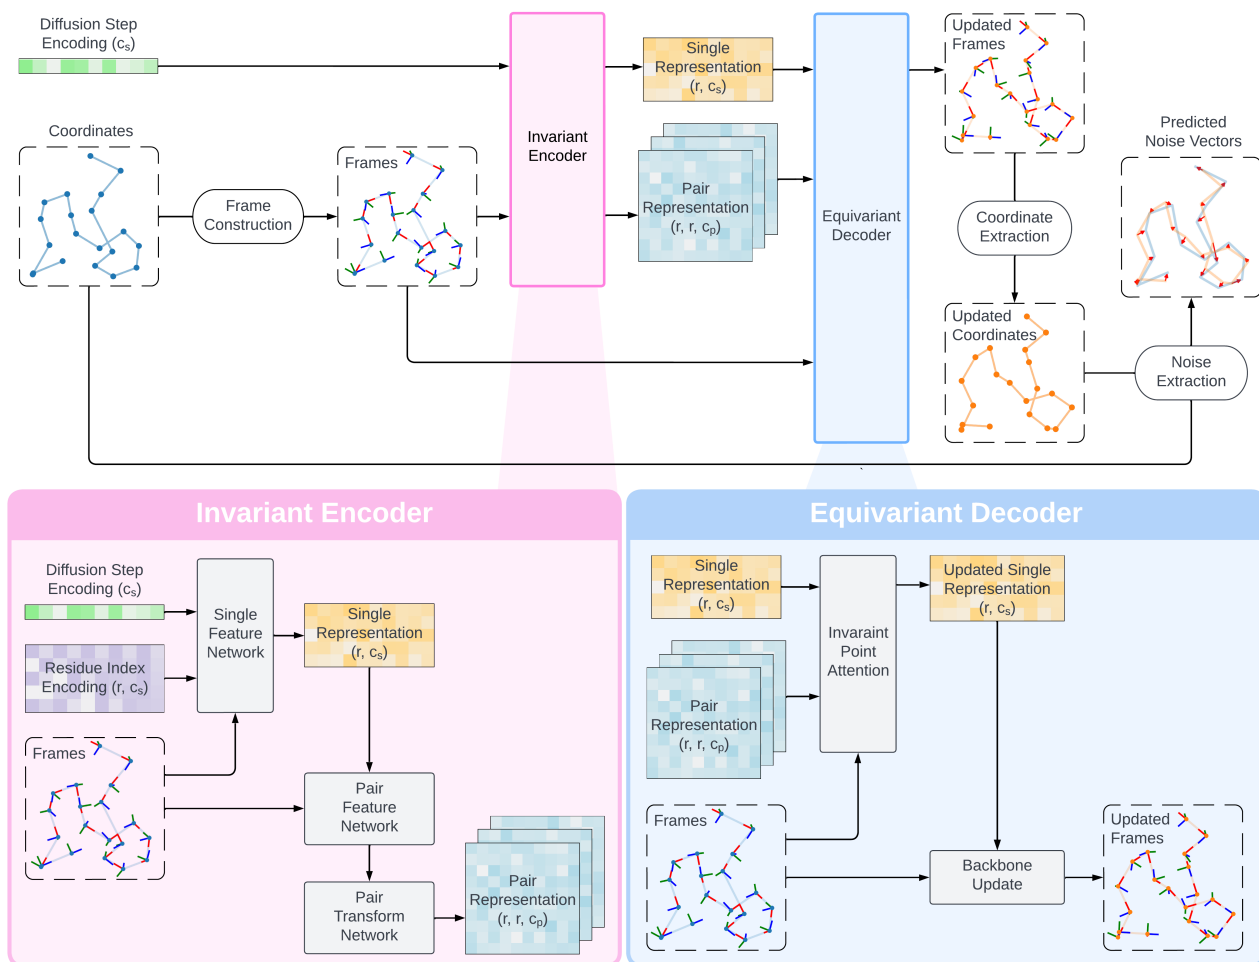 Diffusion Step
Encoding (cs)
Coordinates
Frame
Construction
Frames
Invariant
Encoder
Single
Representation
(r, cs)
Pair
Representation
(r, r, cp)
Equivariant
Decoder
Updated
Frames
Coordinate
Extraction
Updated
Coordinates
Predicted
Noise Vectors
Noise
Extraction
Invariant Encoder
Diffusion Step
Encoding (cs)
Residue Index
Encoding (r, cs)
Frames
Single
Feature
Network
Single
Representation
(r, cs)
Pair
Feature
Network
Pair
Transform
Network
Pair
Representation
(r, r, cp)
Equivariant Decoder
Single
Representation
(r, cs)
Pair
Representation
(r, r, cp)
Frames
Invaraint
Point
Attention
Updated Single
Representation
(r, cs)
Backbone
Update
Updated
Frames